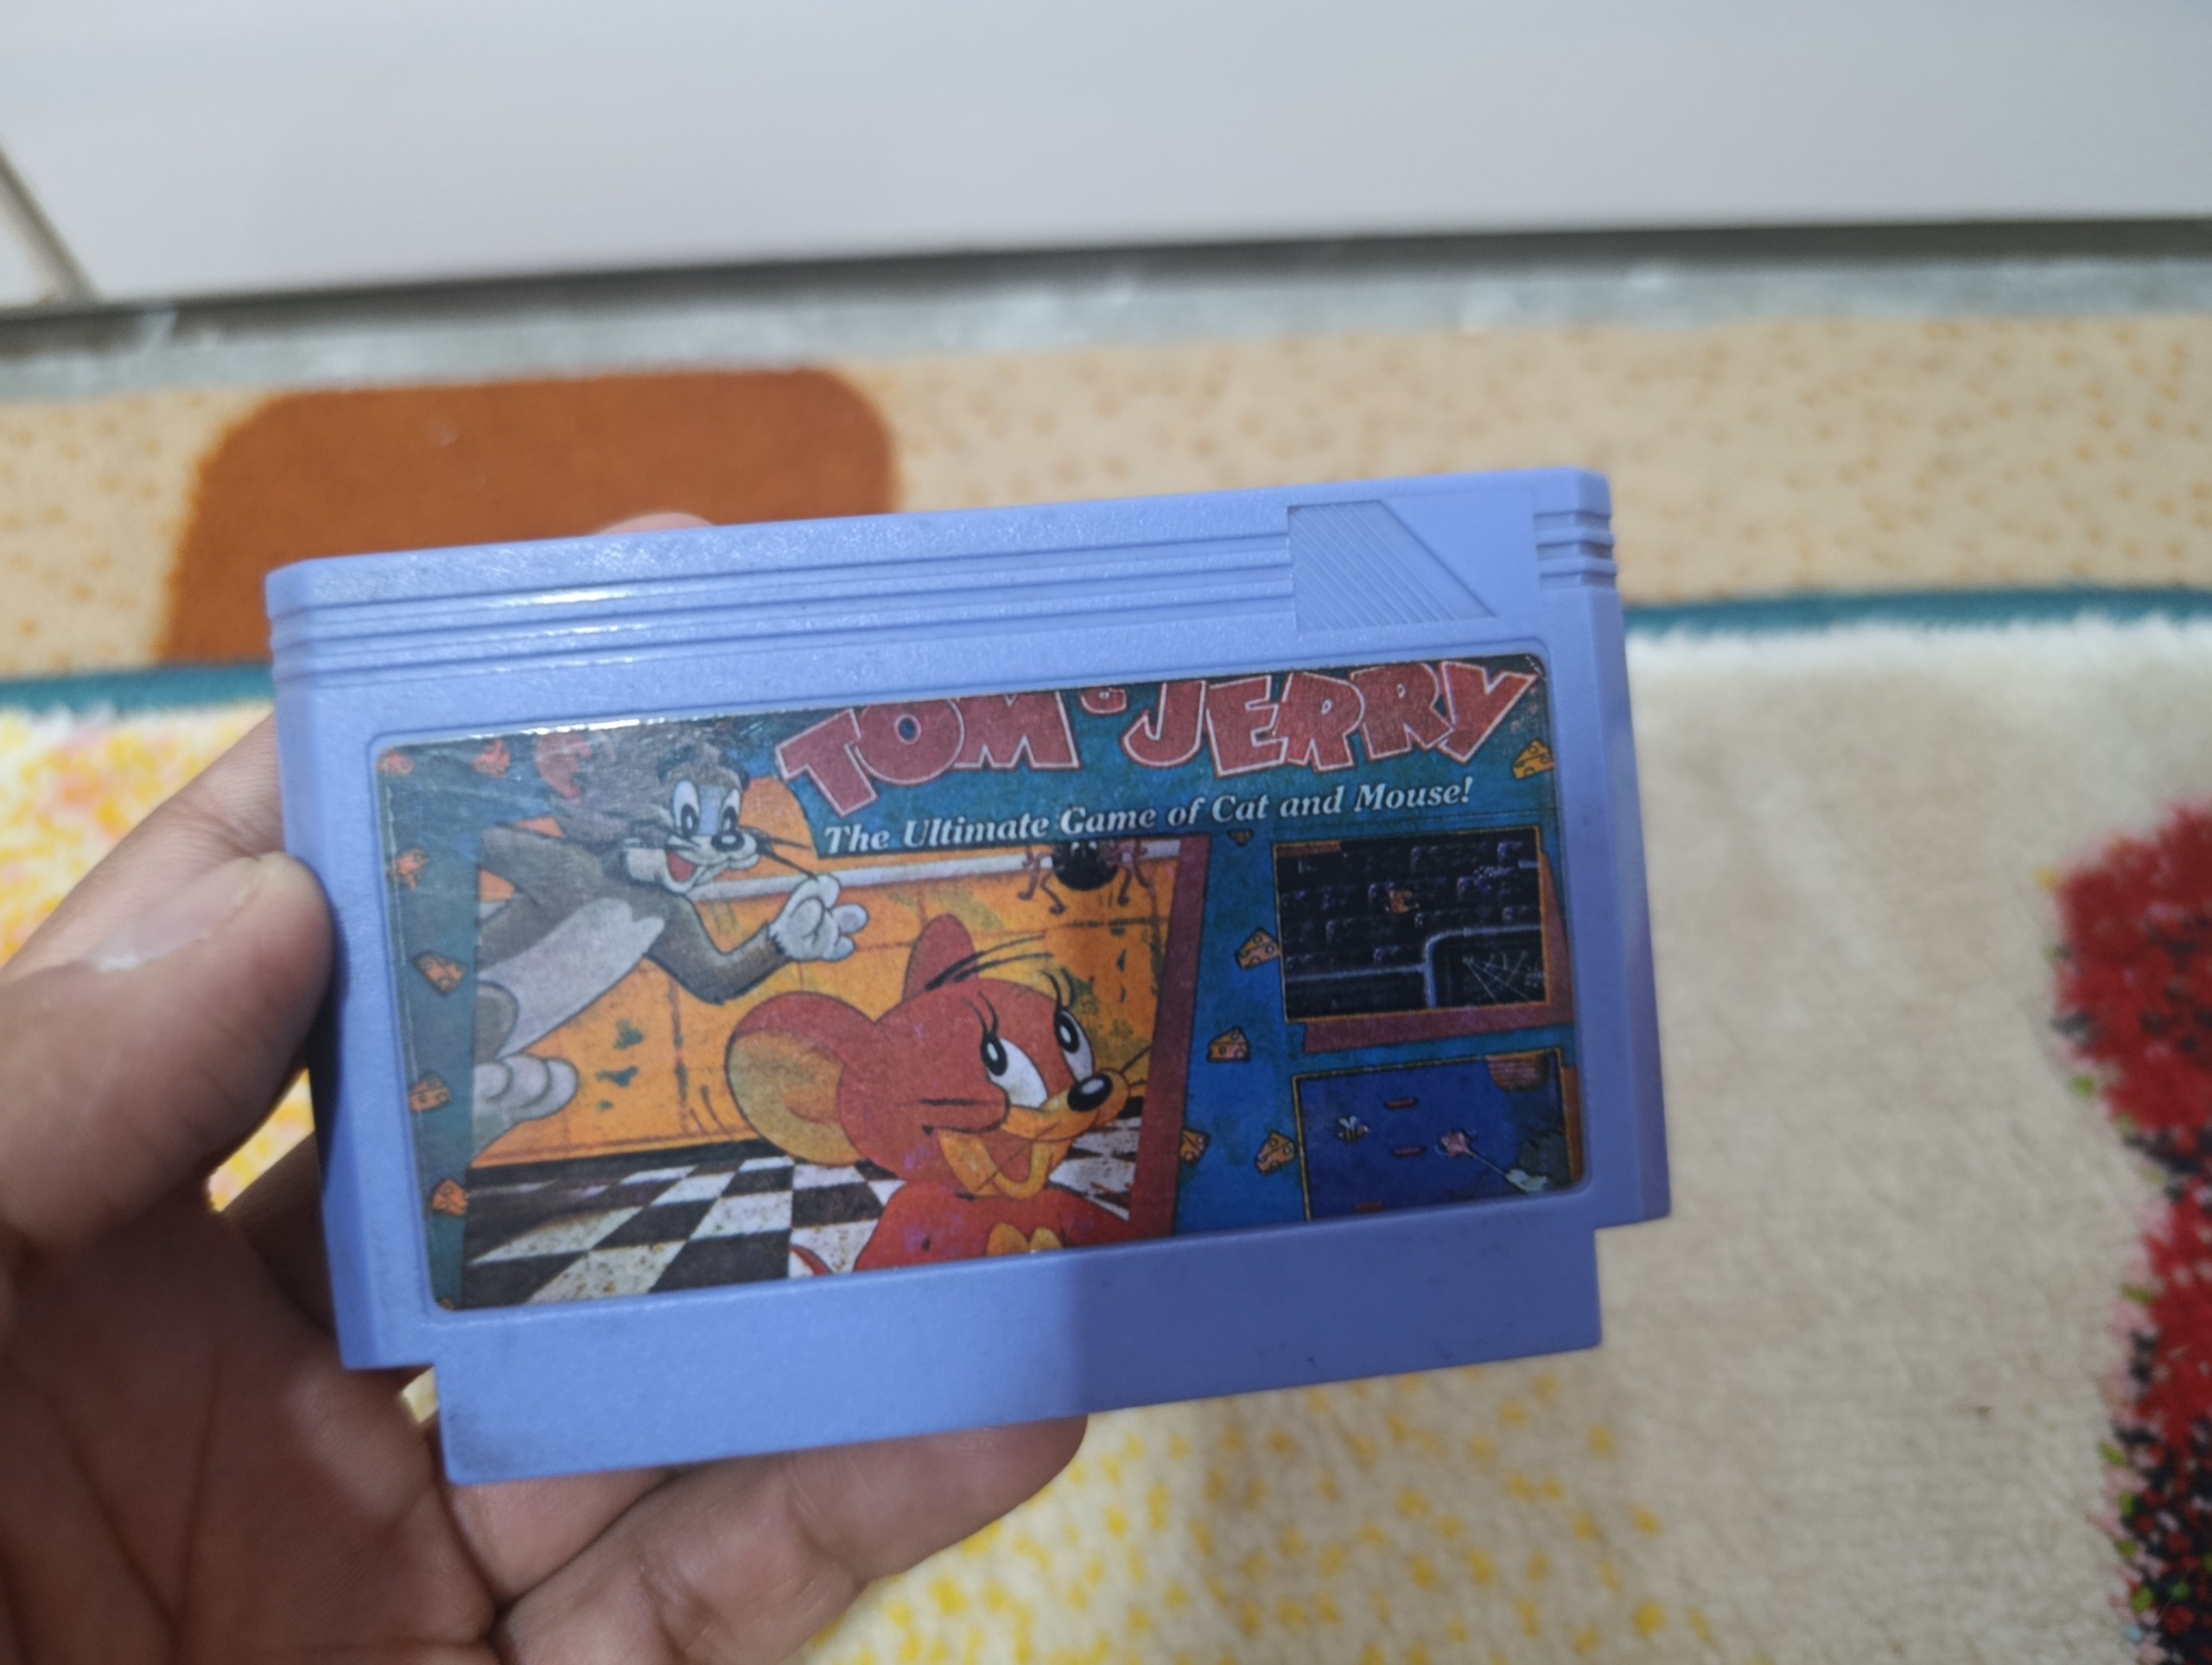 TOM & JERRY
The Ultimate Game of Cat and Mouse!